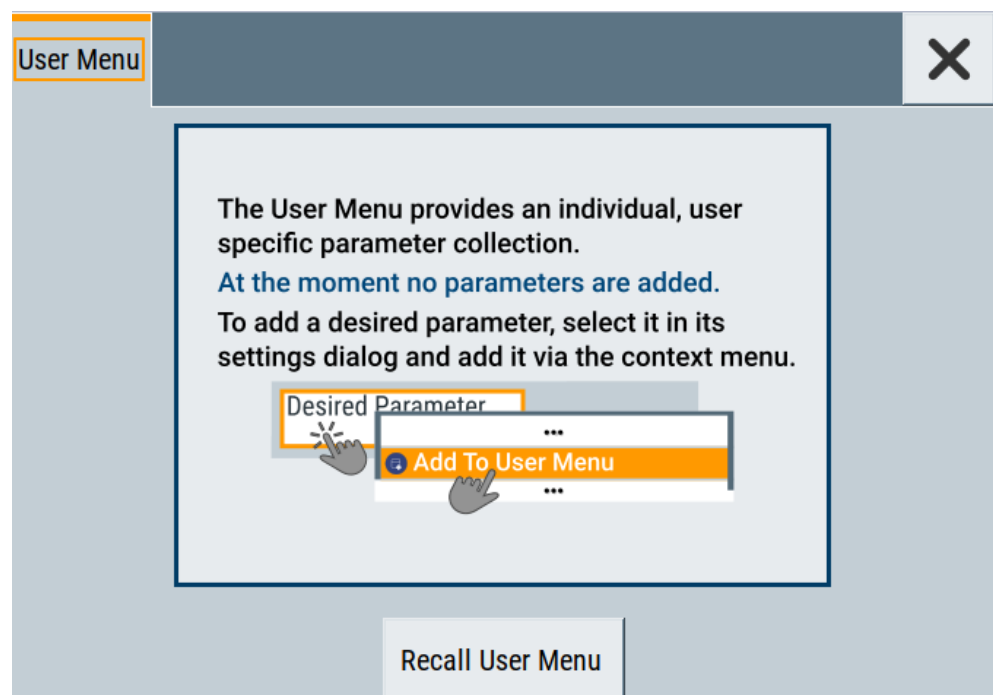 User Menu
The User Menu provides an individual, user
specific parameter collection.
At the moment no parameters are added.
To add a desired parameter, select it in its
settings dialog and add it via the context menu.
Desired Parameter
•••
Add To User Menu
•••
Recall User Menu